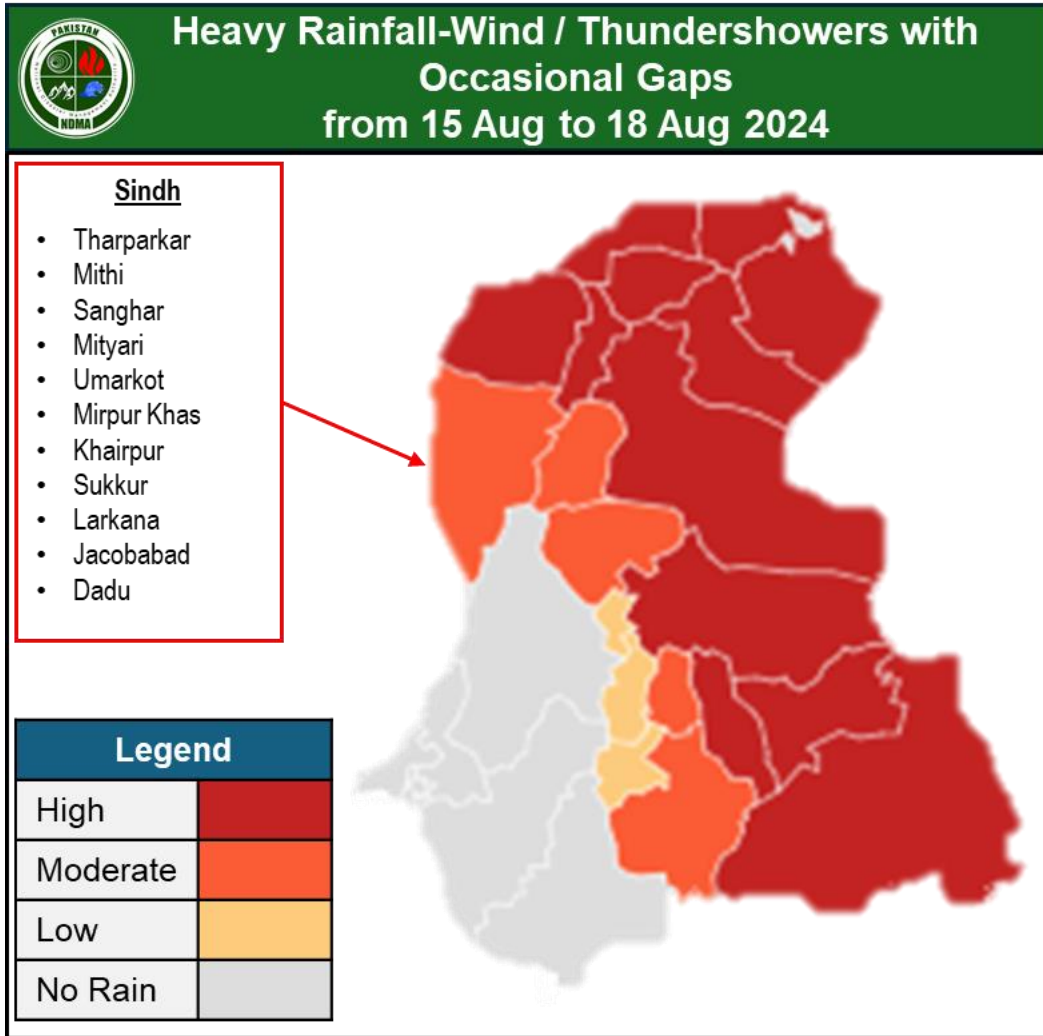 PAKISTAN
NDMA
Heavy Rainfall-Wind / Thundershowers with
Occasional Gaps
from 15 Aug to 18 Aug 2024
Sindh
• Tharparkar
• Mithi
• Sanghar
• Mityari
• Umarkot
• Mirpur Khas
• Khairpur
• Sukkur
• Larkana
• Jacobabad
• Dadu
Legend
High
Moderate
Low
No Rain